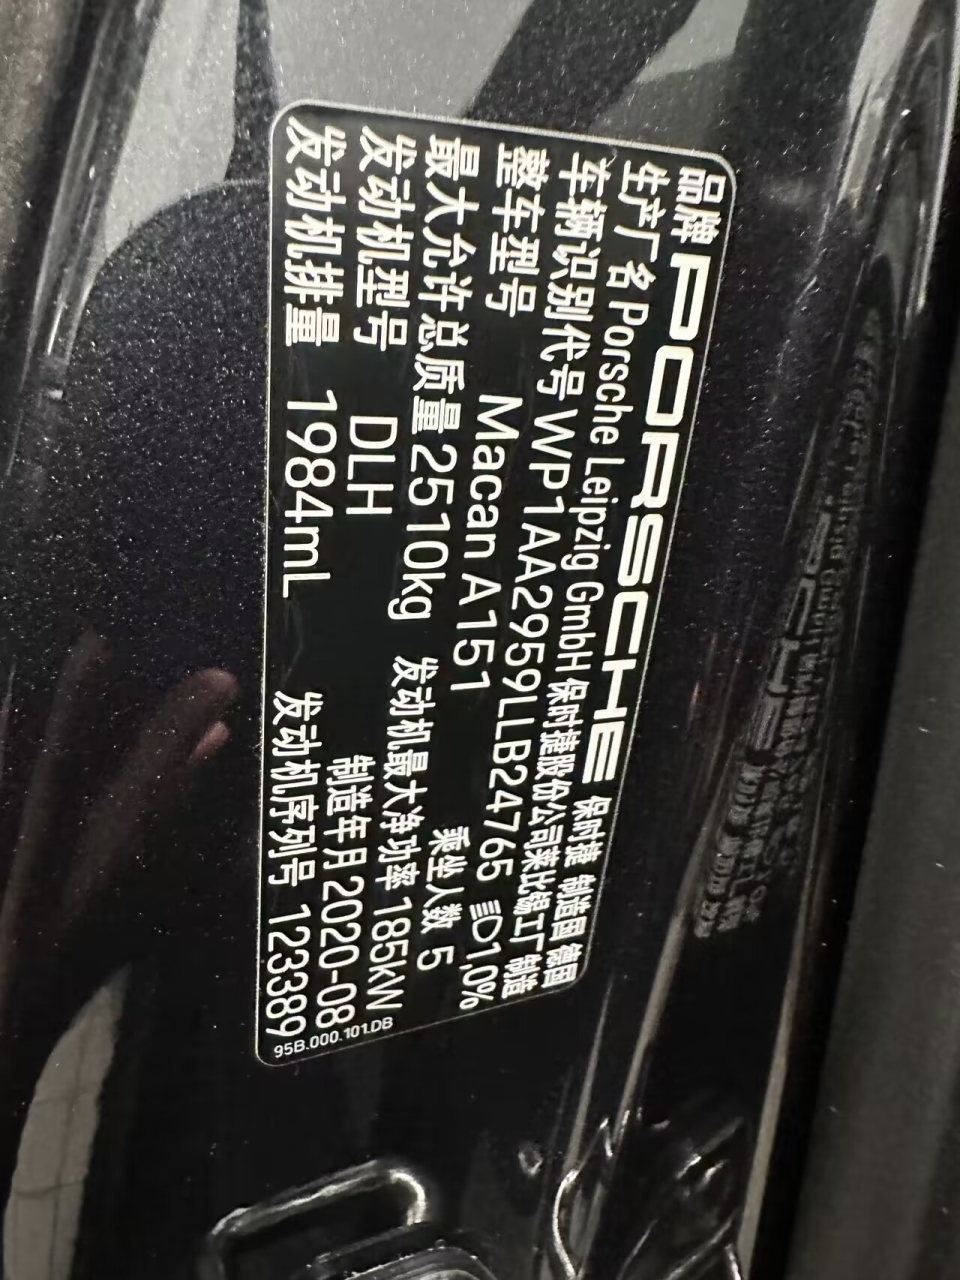 品牌 PORSCHE 保时捷 制造国 德国
生产厂名 Porsche Leipzig GmbH 保时捷股份公司莱比锡工厂 制造
车辆识别代号 WP1AA2959LLB24765 1,0%
整车型号 Macan A151 乘坐人数 5
最大允许总质量 2510kg 发动机最大净功率 185kW
发动机型号 DLH 制造年月 2020-08
发动机排量 1984mL 发动机序列号 123389
95B.000.101.DB